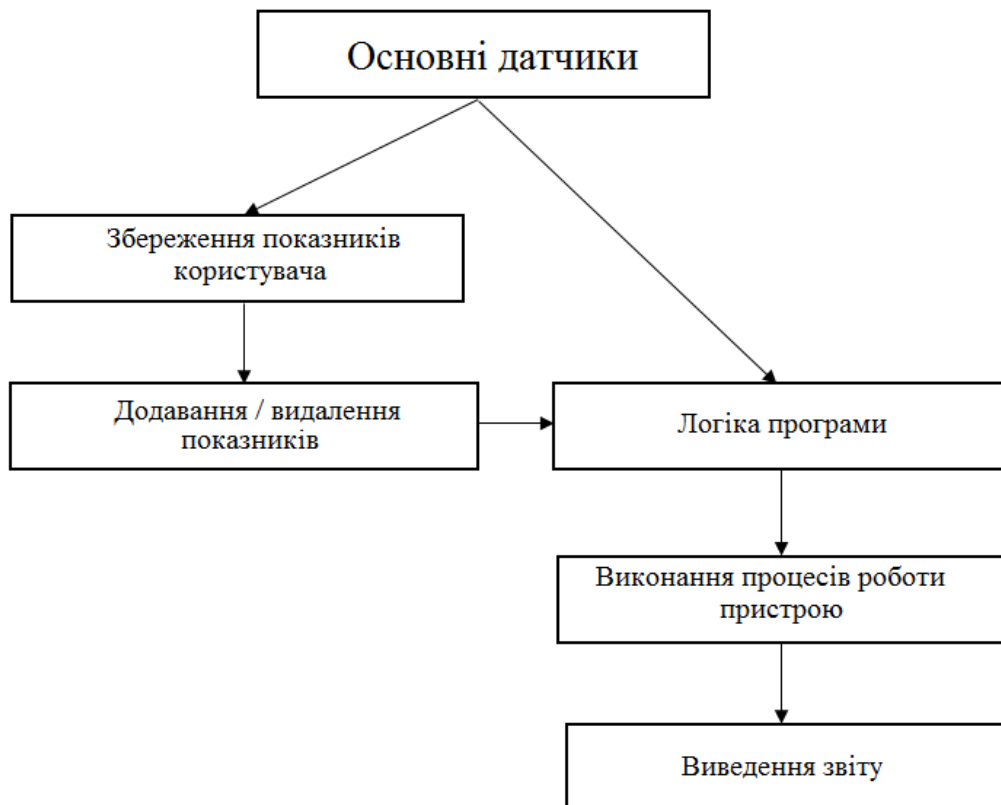 Основні датчики
Збереження показників
користувача
Додавання / видалення
показників
Логіка програми
Виконання процесів роботи
пристрою
Виведення звіту